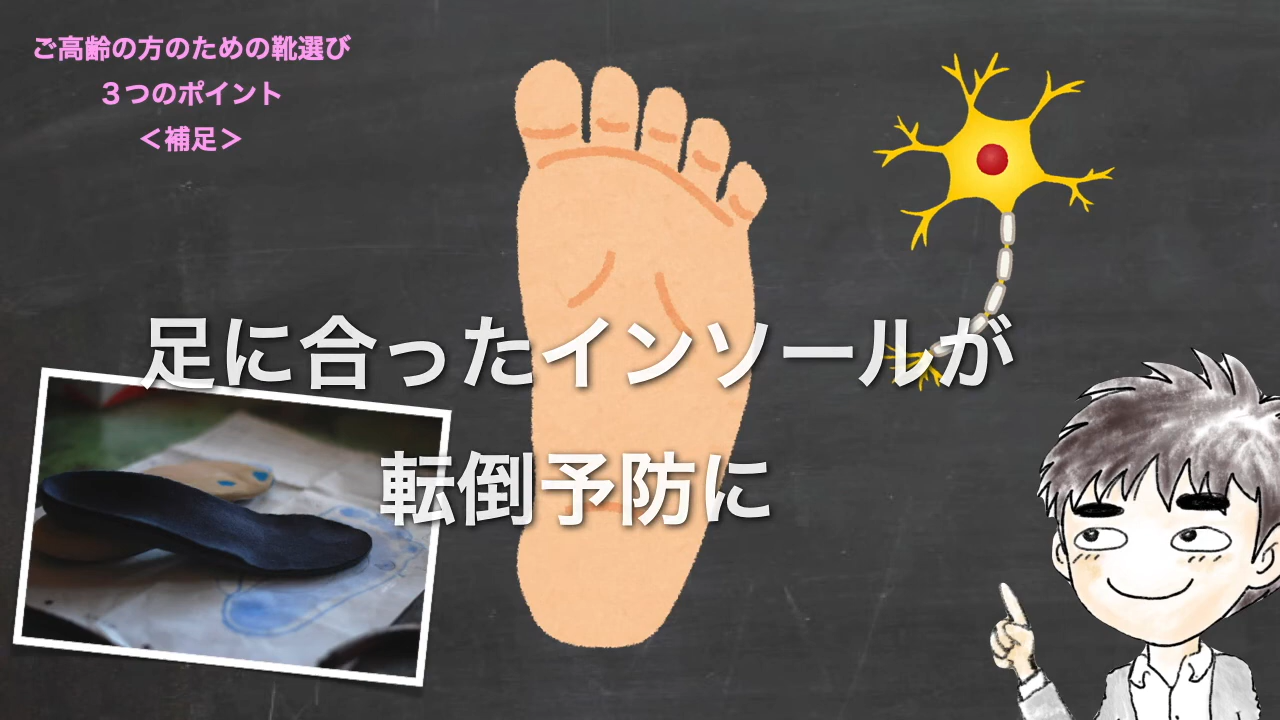 ご高齢の方のための靴選び
３つのポイント
＜補足＞
足に合ったインソールが
転倒予防に